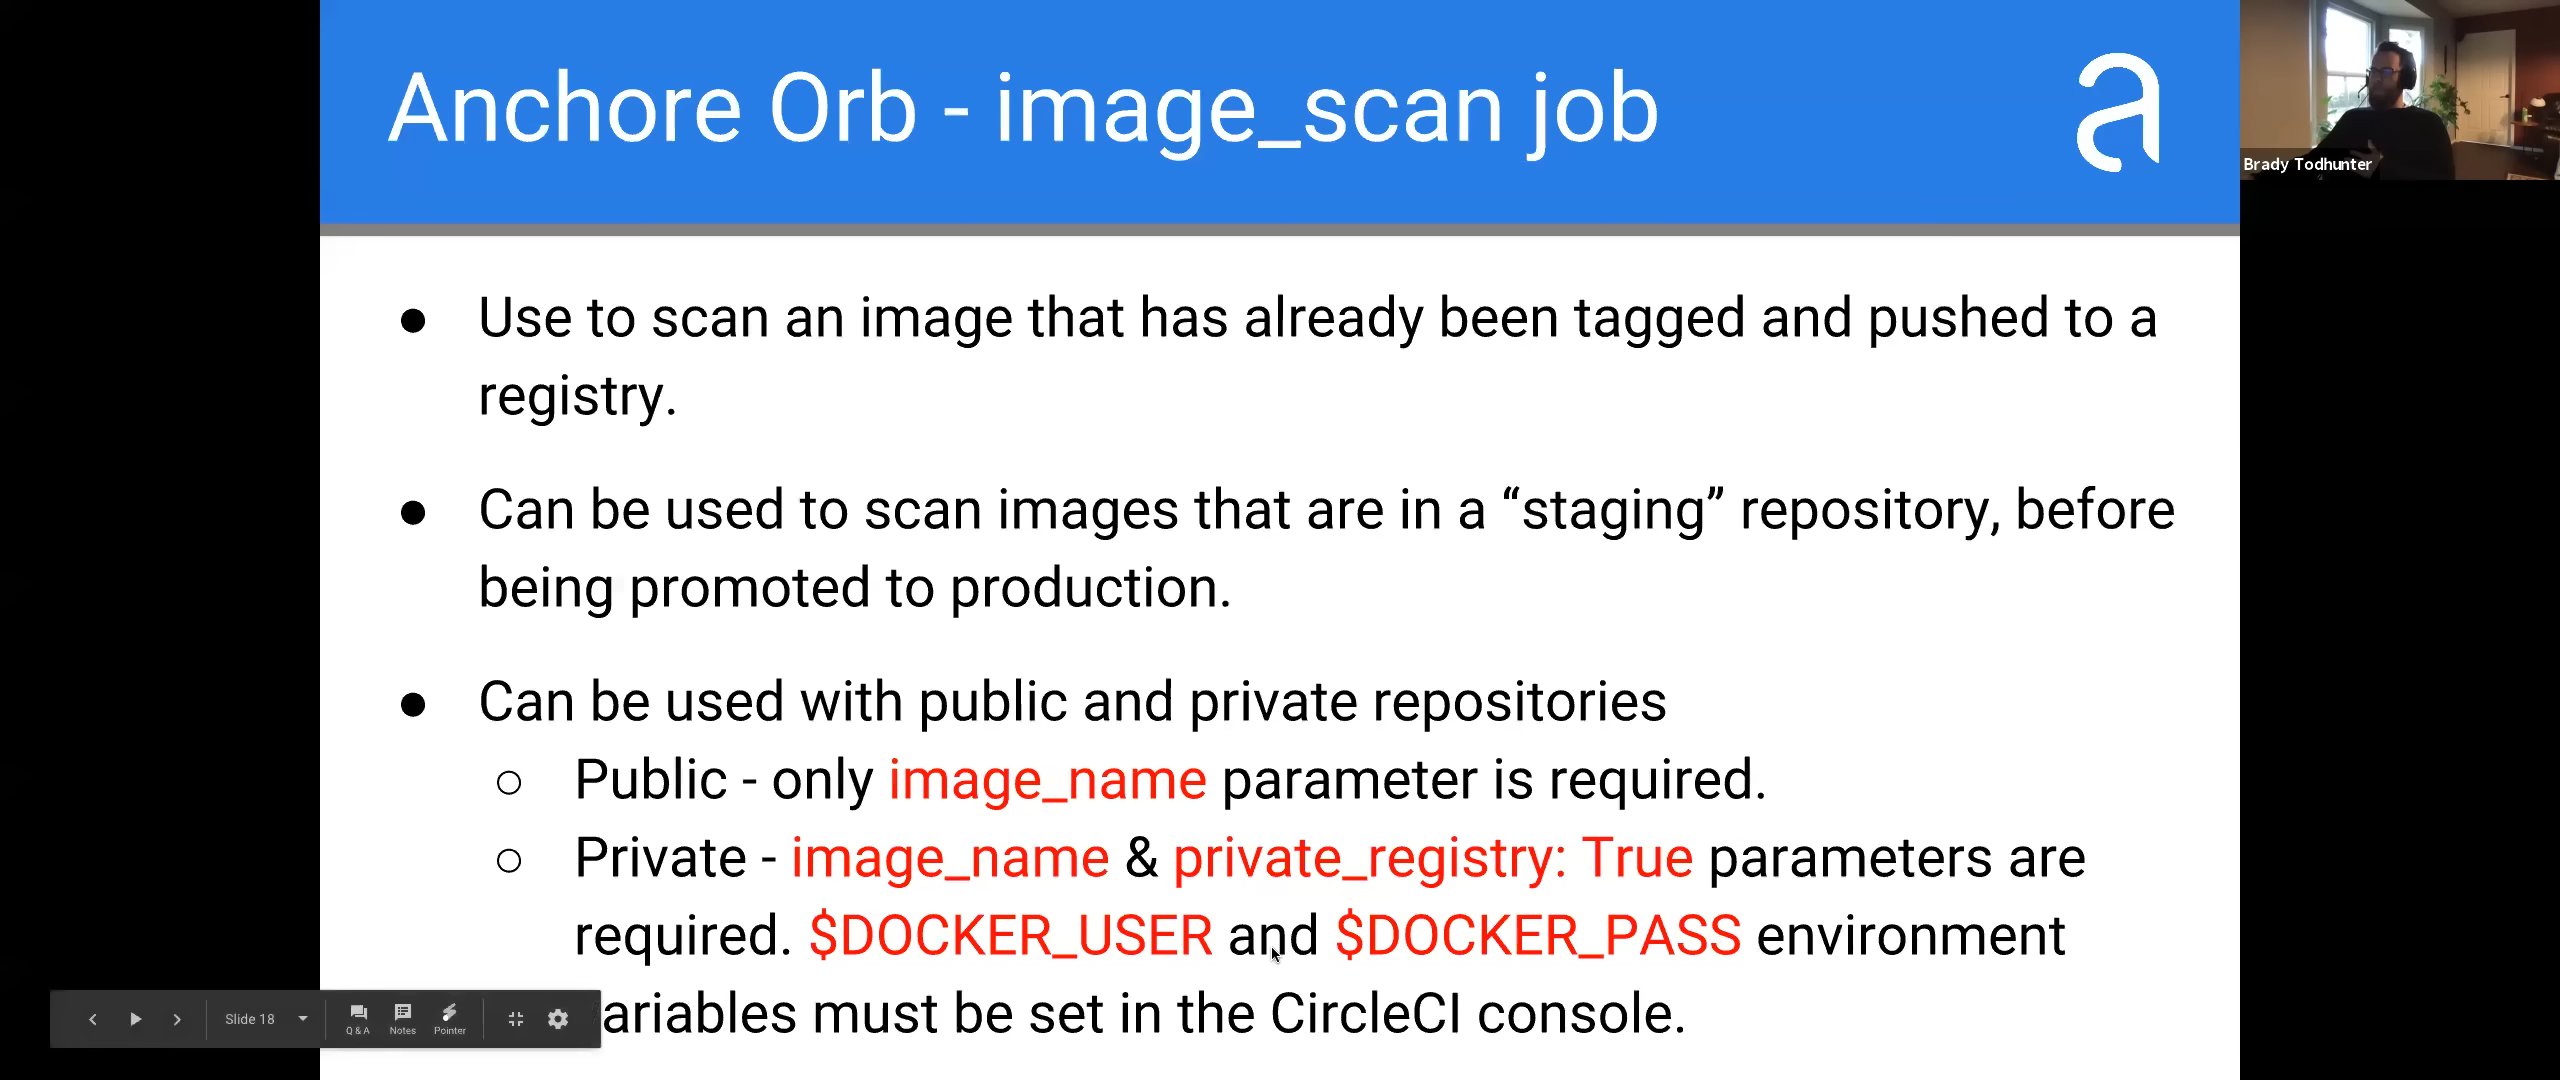 Anchore Orb - image_scan job
Brady Todhunter
● Use to scan an image that has already been tagged and pushed to a
registry.
● Can be used to scan images that are in a “staging” repository, before
being promoted to production.
● Can be used with public and private repositories
○ Public - only image_name parameter is required.
○ Private - image_name & private_registry: True parameters are
required. $DOCKER_USER and $DOCKER_PASS environment
ariables must be set in the CircleCI console.
Slide 18
Q & A
Notes
Pointer